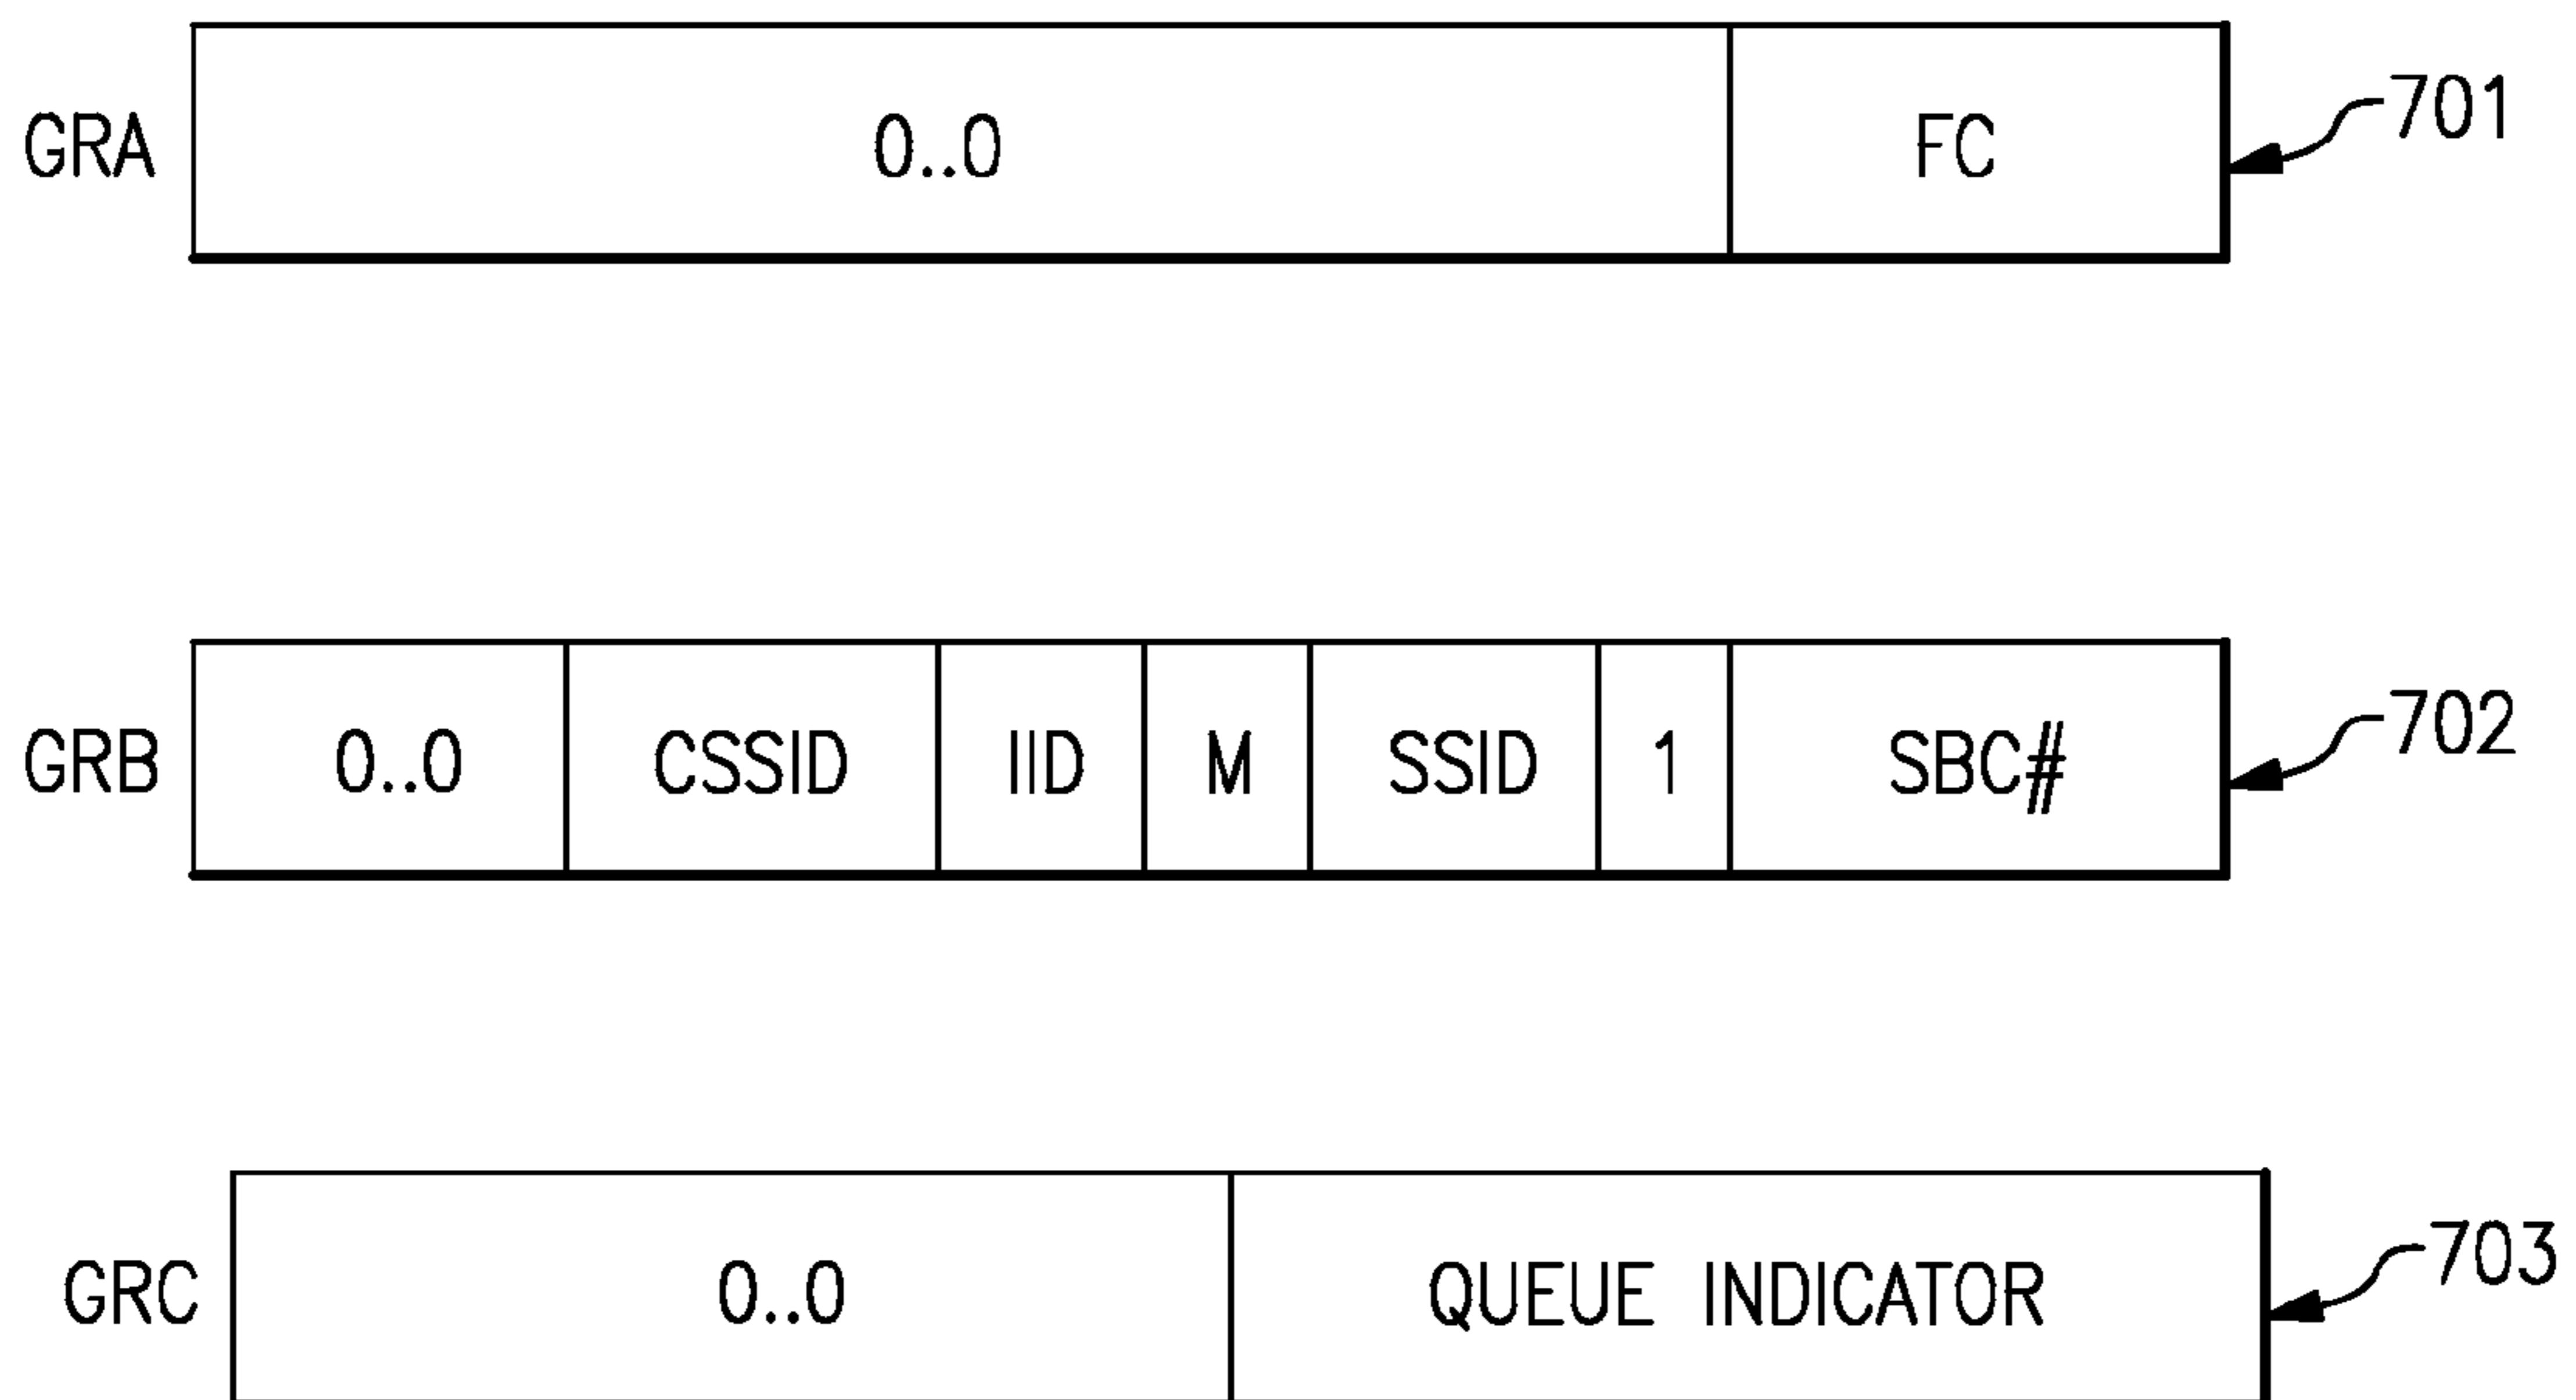 GRA 0..0 FC 701
GRB 0..0 CSSID IID M SSID 1 SBC# 702
GRC 0..0 QUEUE INDICATOR 703